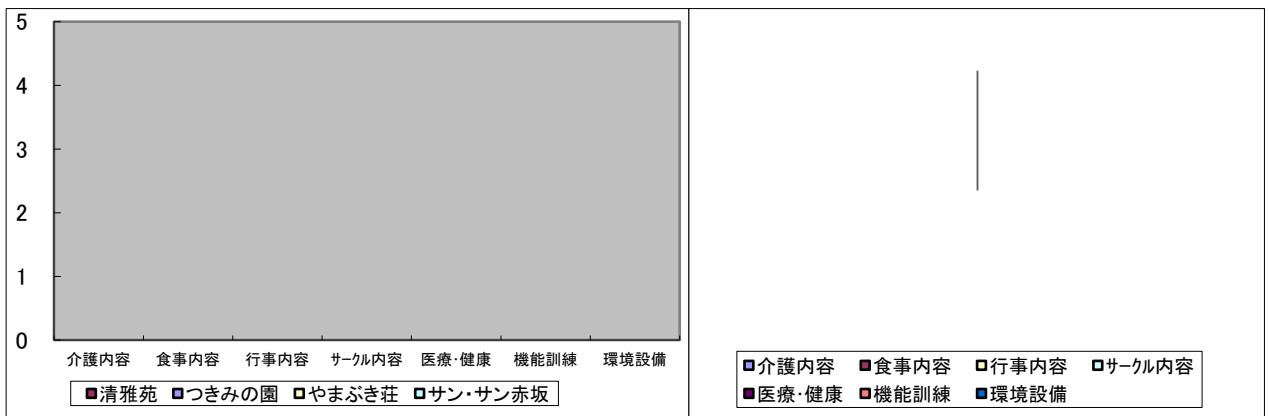 5
4
3
2
1
0
介護内容 食事内容 行事内容 ｻｰｸﾙ内容 医療･健康 機能訓練 環境設備
清雅苑 つきみの園 やまぶき荘 サン・サン赤坂
介護内容 食事内容 行事内容 ｻｰｸﾙ内容
医療･健康 機能訓練 環境設備